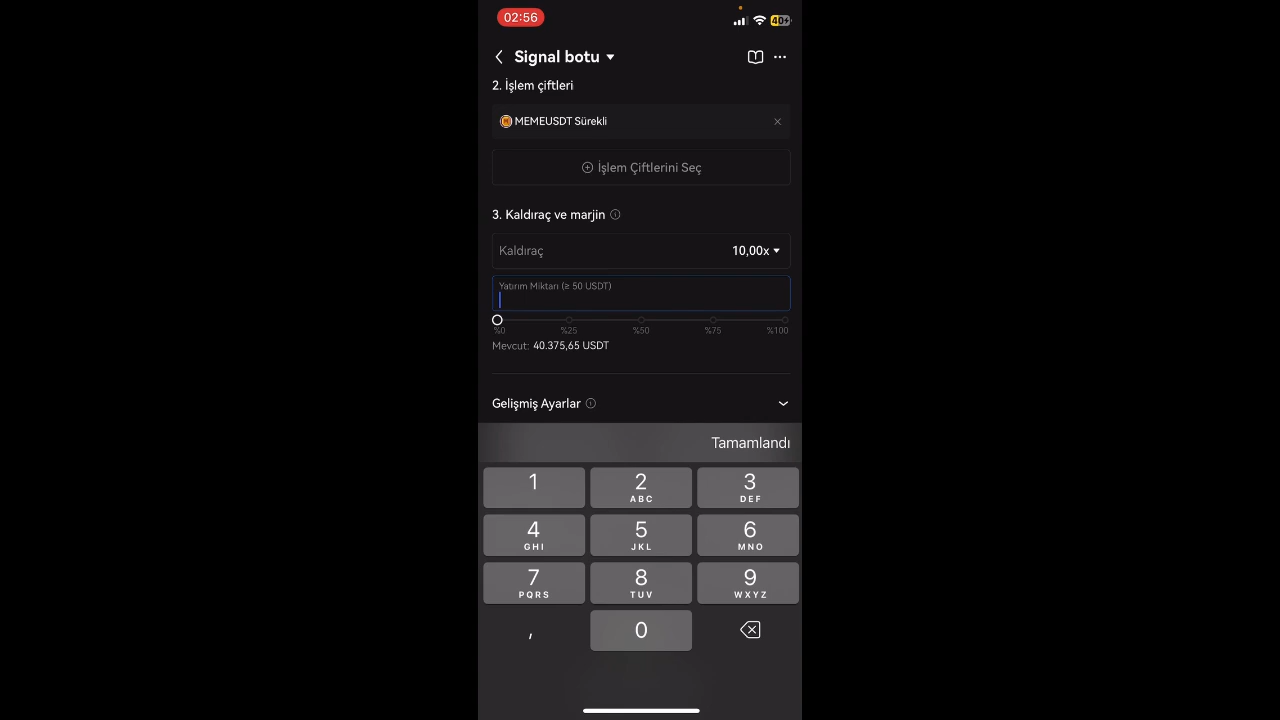 02:56
40
Signal botu
2. İşlem çiftleri
MEMEUSDT Sürekli
İşlem Çiftlerini Seç
3. Kaldıraç ve marjin
Kaldıraç 10,00x
Yatırım Miktarı (≥ 50 USDT)
%0 %25 %50 %75 %100
Mevcut: 40.375,65 USDT
Gelişmiş Ayarlar
Tamamlandı
1 2 3
ABC DEF
4 5 6
GHI JKL MNO
7 8 9
PQRS TUV WXYZ
, 0